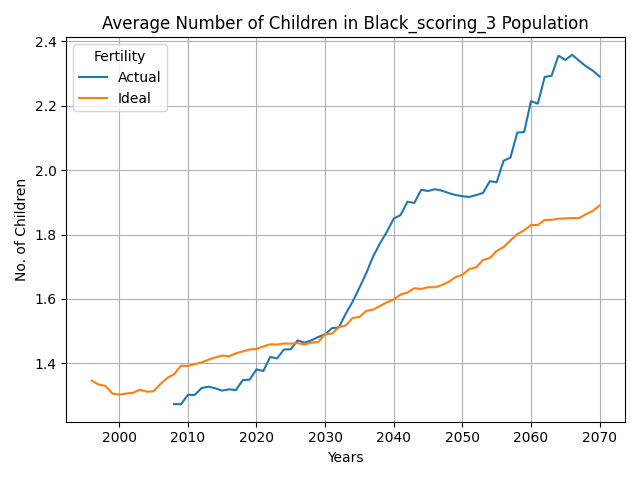 Average Number of Children in Black_scoring_3 Population
Fertility
Actual
Ideal
No. of Children
2.4
2.2
2.0
1.8
1.6
1.4
2000 2010 2020 2030 2040 2050 2060 2070
Years